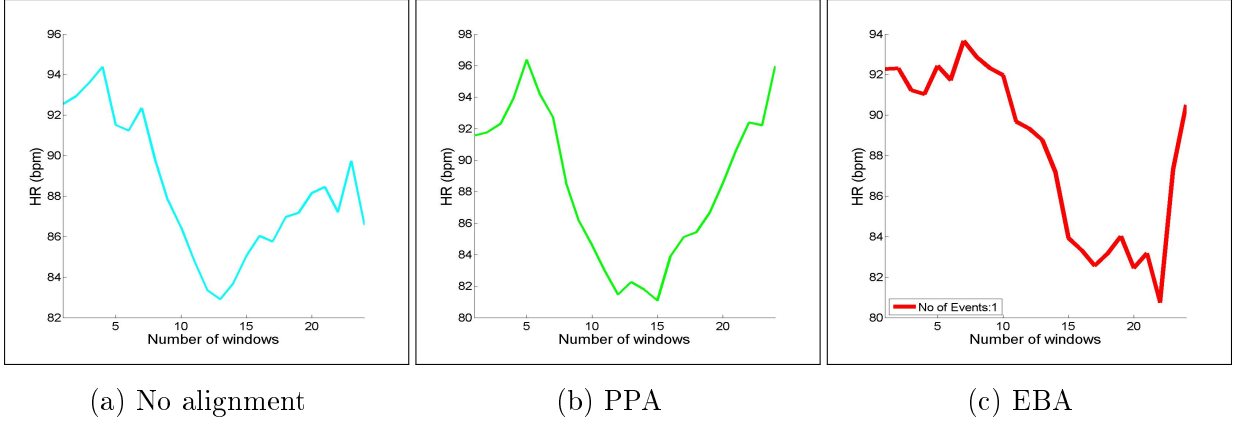 96
94
92
90
88
86
84
82
HR (bpm)
5 10 15 20
Number of windows
98
96
94
92
90
88
86
84
82
80
HR (bpm)
5 10 15 20
Number of windows
94
92
90
88
86
84
82
80
HR (bpm)
No of Events:1
5 10 15 20
Number of windows
(a) No alignment
(b) PPA
(c) EBA